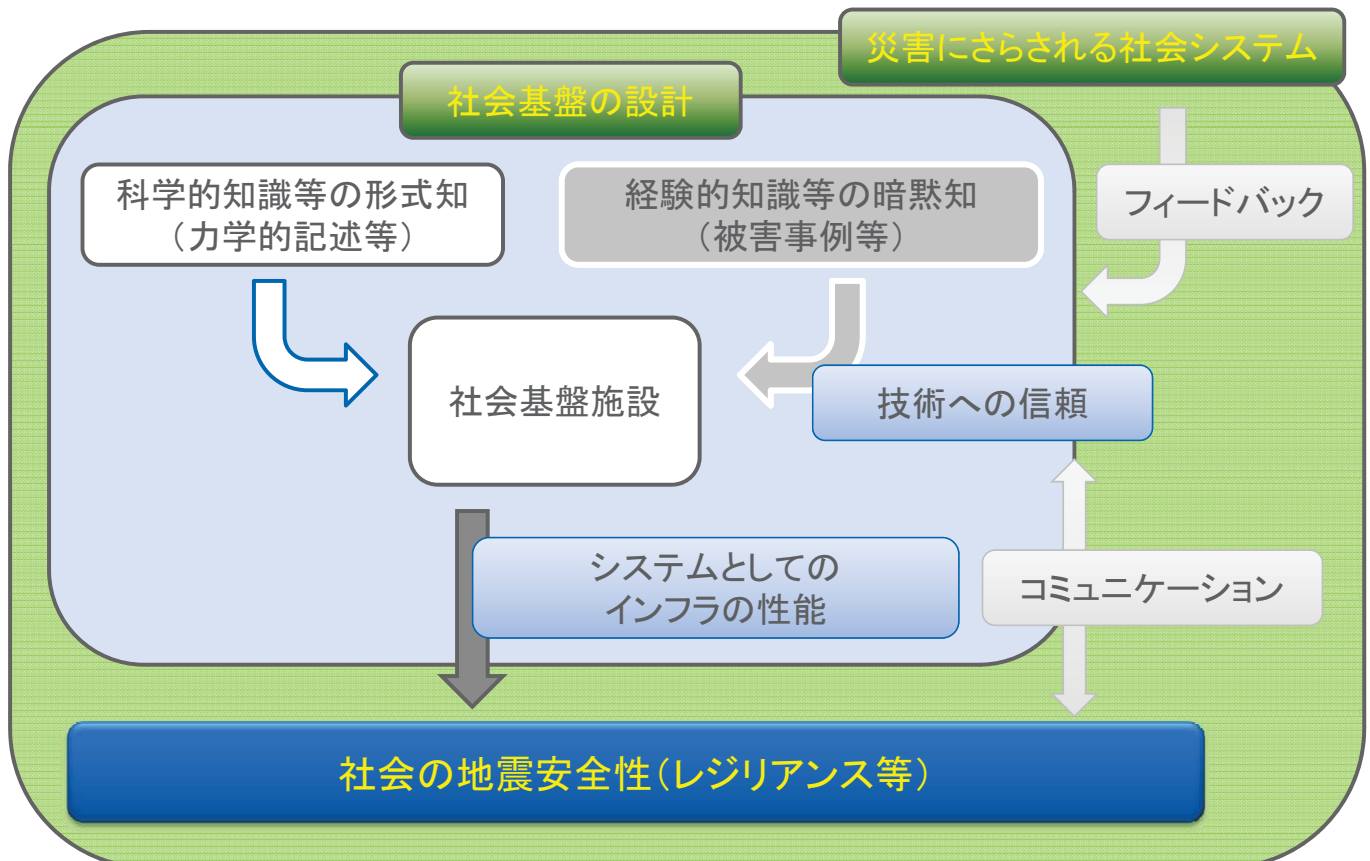 災害にさらされる社会システム
社会基盤の設計
科学的知識等の形式知
（力学的記述等）
経験的知識等の暗黙知
（被害事例等）
フィードバック
社会基盤施設
技術への信頼
システムとしての
インフラの性能
コミュニケーション
社会の地震安全性（レジリアンス等）